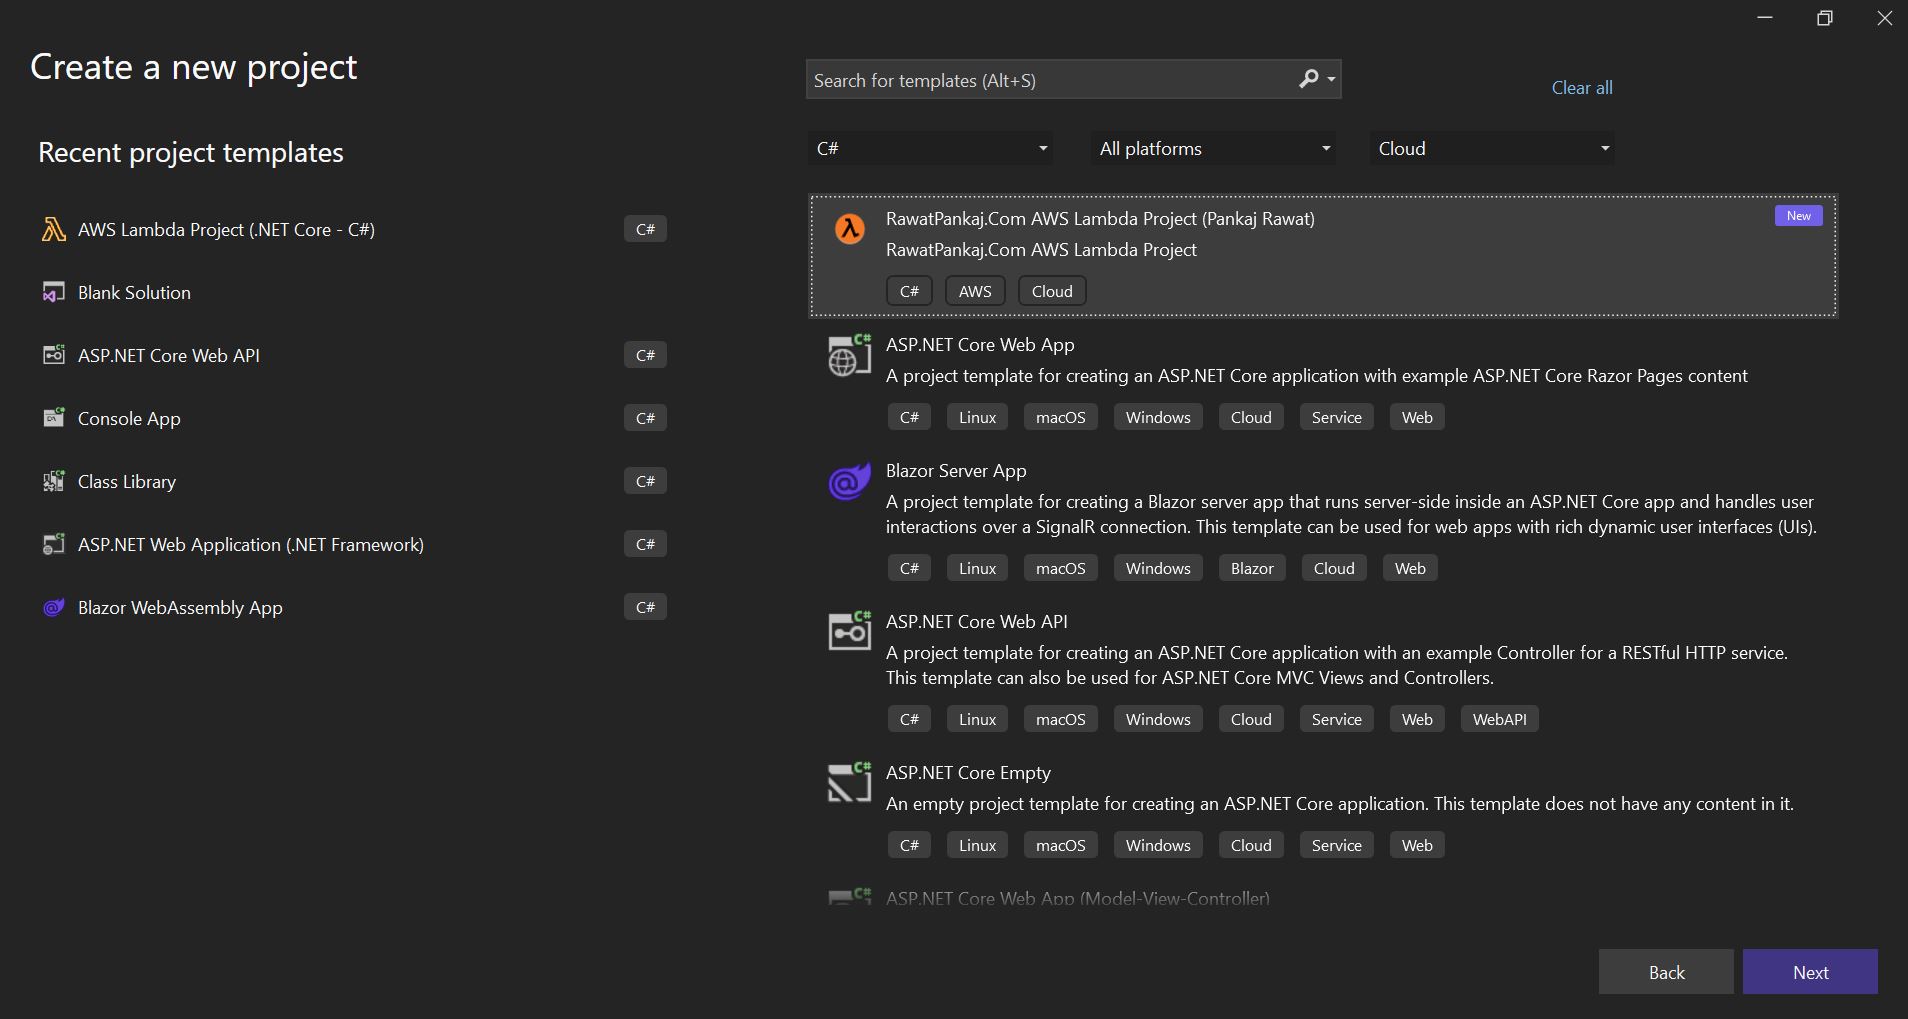 Create a new project
Search for templates (Alt+S)
Clear all
Recent project templates
C#
All platforms
Cloud
AWS Lambda Project (.NET Core - C#)
C#
Blank Solution
ASP.NET Core Web API
C#
Console App
C#
Class Library
C#
ASP.NET Web Application (.NET Framework)
C#
Blazor WebAssembly App
C#
RawatPankaj.Com AWS Lambda Project (Pankaj Rawat)
New
RawatPankaj.Com AWS Lambda Project
C# AWS Cloud
ASP.NET Core Web App
A project template for creating an ASP.NET Core application with example ASP.NET Core Razor Pages content
C# Linux macOS Windows Cloud Service Web
Blazor Server App
A project template for creating a Blazor server app that runs server-side inside an ASP.NET Core app and handles user
interactions over a SignalR connection. This template can be used for web apps with rich dynamic user interfaces (UIs).
C# Linux macOS Windows Blazor Cloud Web
ASP.NET Core Web API
A project template for creating an ASP.NET Core application with an example Controller for a RESTful HTTP service.
This template can also be used for ASP.NET Core MVC Views and Controllers.
C# Linux macOS Windows Cloud Service Web WebAPI
ASP.NET Core Empty
An empty project template for creating an ASP.NET Core application. This template does not have any content in it.
C# Linux macOS Windows Cloud Service Web
ASP.NET Core Web App (Model-View-Controller)
Back
Next